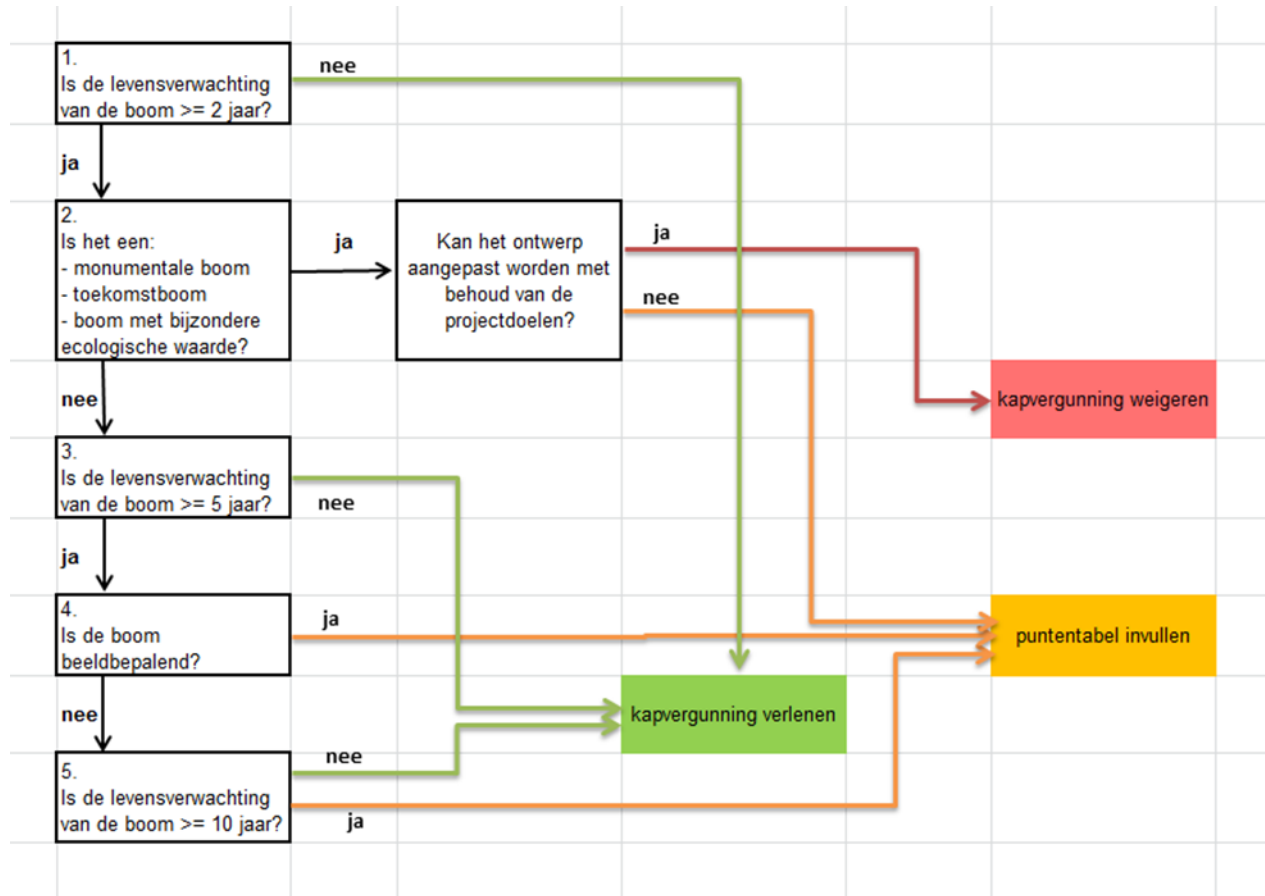 1.
Is de levensverwachting
van de boom >= 2 jaar?
nee
ja
2.
Is het een:
- monumentale boom
- toekomstboom
- boom met bijzondere
ecologische waarde?
ja
Kan het ontwerp
aangepast worden met
behoud van de
projectdoelen?
ja
nee
kapvergunning weigeren
nee
3.
Is de levensverwachting
van de boom >= 5 jaar?
nee
ja
4.
Is de boom
beeldbepalend?
ja
puntentabel invullen
nee
kapvergunning verlenen
5.
Is de levensverwachting
van de boom >= 10 jaar?
nee
ja